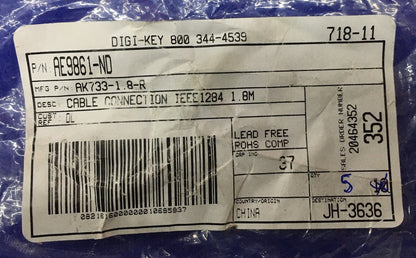 DIGI-KEY 800 344-4539 718-11
P/N: AE9861-ND
MFG P/N: AK733-1.8-R
DESC: CABLE CONNECTION IEEE1284 1.8M
DL
LEAD FREE
ROHS COMP
37
SALES ORDER NUMBER
20464352
352
QTY
5
COUNTRY/ORIGIN
CHINA
DESTINATION
JH-3636